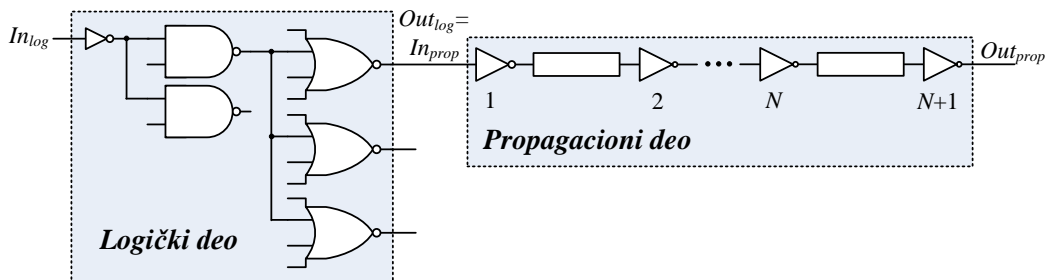 In_log
Out_log=
In_prop
Out_prop
1
2
N
N+1
Logički deo
Propagacioni deo